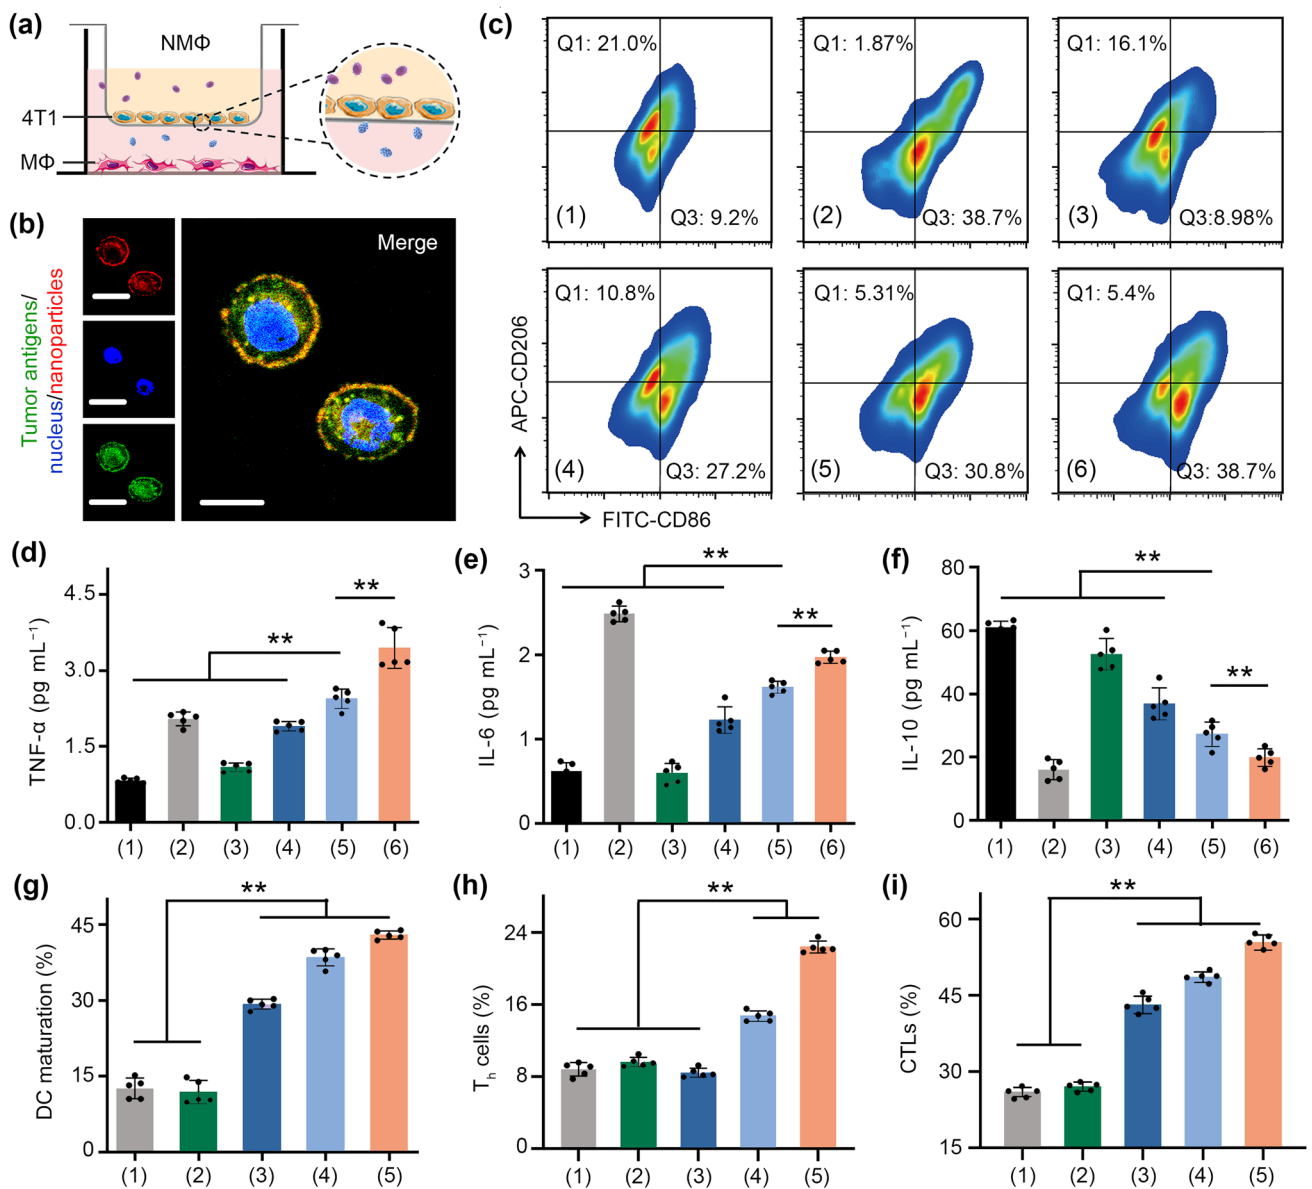 (a)
NMΦ
4T1
MΦ
(b)
Tumor antigens/
nucleus/nanoparticles
Merge
(c)
Q1: 21.0%
(1)
Q3: 9.2%
Q1: 1.87%
(2)
Q3: 38.7%
Q1: 16.1%
(3)
Q3:8.98%
Q1: 10.8%
(4)
Q3: 27.2%
Q1: 5.31%
(5)
Q3: 30.8%
Q1: 5.4%
(6)
Q3: 38.7%
APC-CD206
FITC-CD86
(d)
TNF-α (pg mL⁻¹)
4.5
3.0
1.5
0.0
**
**
(1) (2) (3) (4) (5) (6)
(e)
IL-6 (pg mL⁻¹)
3
2
1
0
**
**
(1) (2) (3) (4) (5) (6)
(f)
IL-10 (pg mL⁻¹)
80
60
40
20
0
**
**
(1) (2) (3) (4) (5) (6)
(g)
DC maturation (%)
45
30
15
0
**
(1) (2) (3) (4) (5)
(h)
Th cells (%)
24
16
8
0
**
(1) (2) (3) (4) (5)
(i)
CTLs (%)
60
45
30
15
**
(1) (2) (3) (4) (5)